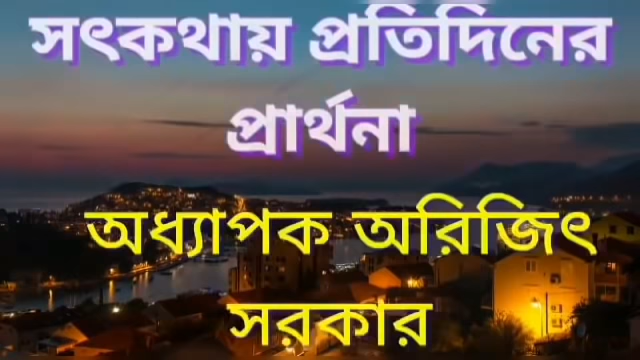 সৎকথায় প্রতিদিনের
প্রার্থনা
অধ্যাপক অরিজিৎ
সরকার